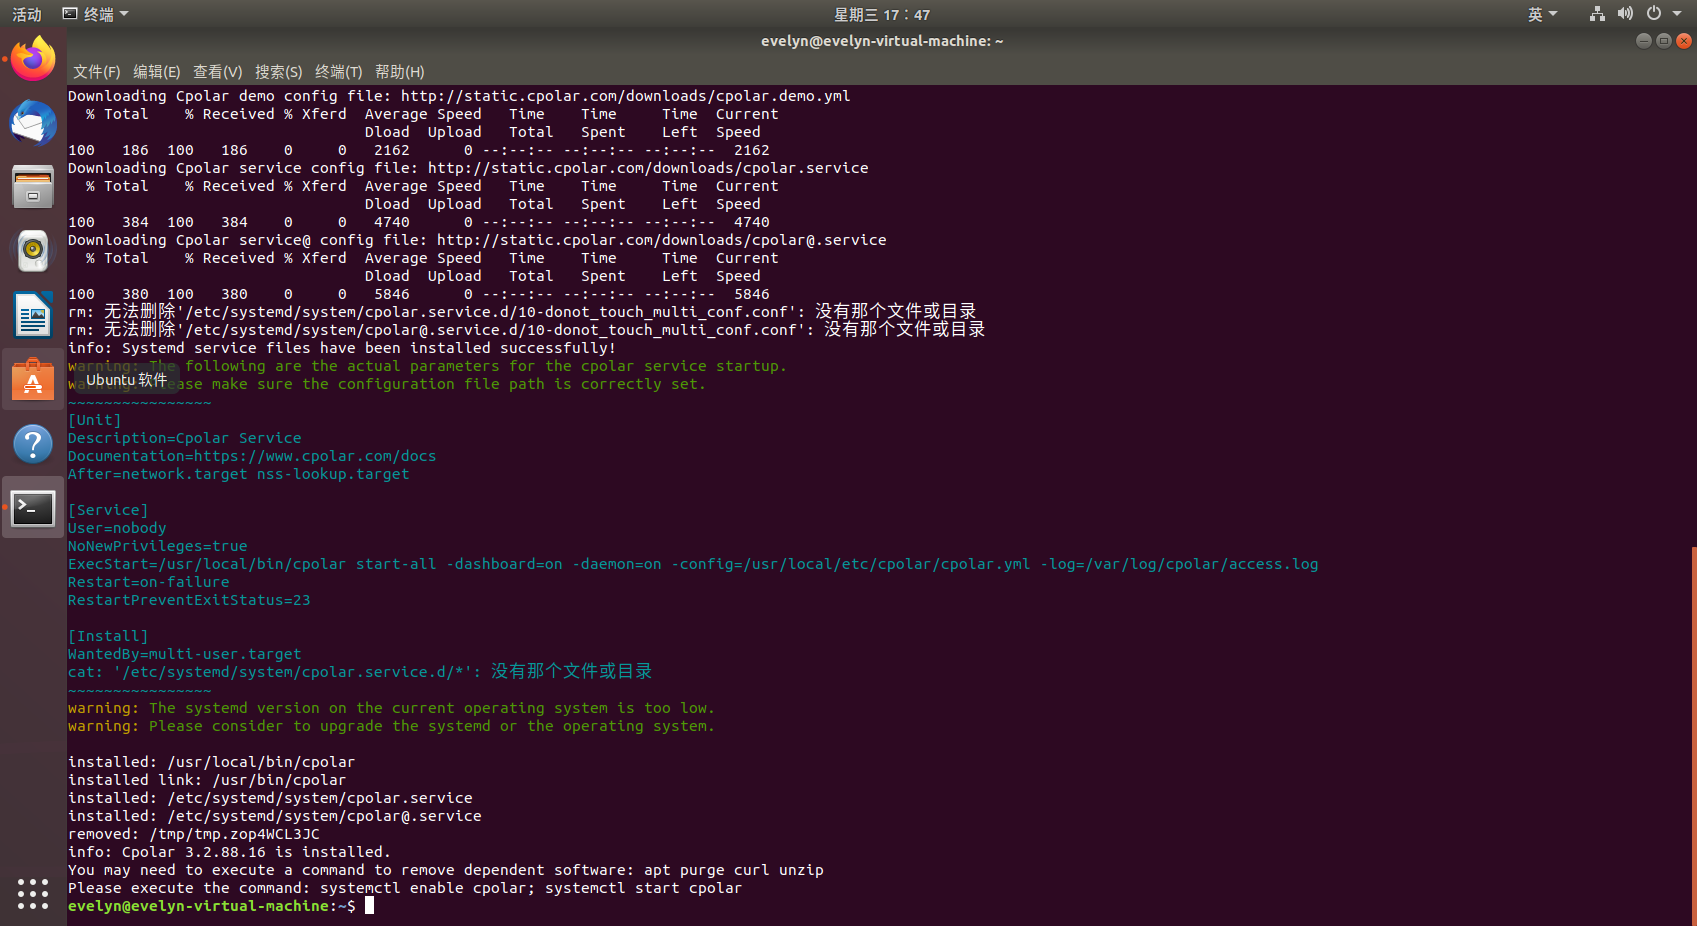 活动 终端 星期三 17：47 英
evelyn@evelyn-virtual-machine: ~
文件(F) 编辑(E) 查看(V) 搜索(S) 终端(T) 帮助(H)
Downloading Cpolar demo config file: http://static.cpolar.com/downloads/cpolar.demo.yml
% Total % Received % Xferd Average Speed Time Time Time Current
Dload Upload Total Spent Left Speed
100 186 100 186 0 0 2162 0 --:--:-- --:--:-- --:--:-- 2162
Downloading Cpolar service config file: http://static.cpolar.com/downloads/cpolar.service
% Total % Received % Xferd Average Speed Time Time Time Current
Dload Upload Total Spent Left Speed
100 384 100 384 0 0 4740 0 --:--:-- --:--:-- --:--:-- 4740
Downloading Cpolar service@ config file: http://static.cpolar.com/downloads/cpolar@.service
% Total % Received % Xferd Average Speed Time Time Time Current
Dload Upload Total Spent Left Speed
100 380 100 380 0 0 5846 0 --:--:-- --:--:-- --:--:-- 5846
rm: 无法删除'/etc/systemd/system/cpolar.service.d/10-donot_touch_multi_conf.conf': 没有那个文件或目录
rm: 无法删除'/etc/systemd/system/cpolar@.service.d/10-donot_touch_multi_conf.conf': 没有那个文件或目录
info: Systemd service files have been installed successfully!
warning: The following are the actual parameters for the cpolar service startup.
Ubuntu 软件
ease make sure the configuration file path is correctly set.
~~~~~~~~~~~~~~~~
[Unit]
Description=Cpolar Service
Documentation=https://www.cpolar.com/docs
After=network.target nss-lookup.target
[Service]
User=nobody
NoNewPrivileges=true
ExecStart=/usr/local/bin/cpolar start-all -dashboard=on -daemon=on -config=/usr/local/etc/cpolar/cpolar.yml -log=/var/log/cpolar/access.log
Restart=on-failure
RestartPreventExitStatus=23
[Install]
WantedBy=multi-user.target
cat: '/etc/systemd/system/cpolar.service.d/*': 没有那个文件或目录
~~~~~~~~~~~~~~~~
warning: The systemd version on the current operating system is too low.
warning: Please consider to upgrade the systemd or the operating system.
installed: /usr/local/bin/cpolar
installed link: /usr/bin/cpolar
installed: /etc/systemd/system/cpolar.service
installed: /etc/systemd/system/cpolar@.service
removed: /tmp/tmp.zop4WCL3JC
info: Cpolar 3.2.88.16 is installed.
You may need to execute a command to remove dependent software: apt purge curl unzip
Please execute the command: systemctl enable cpolar; systemctl start cpolar
evelyn@evelyn-virtual-machine:~$